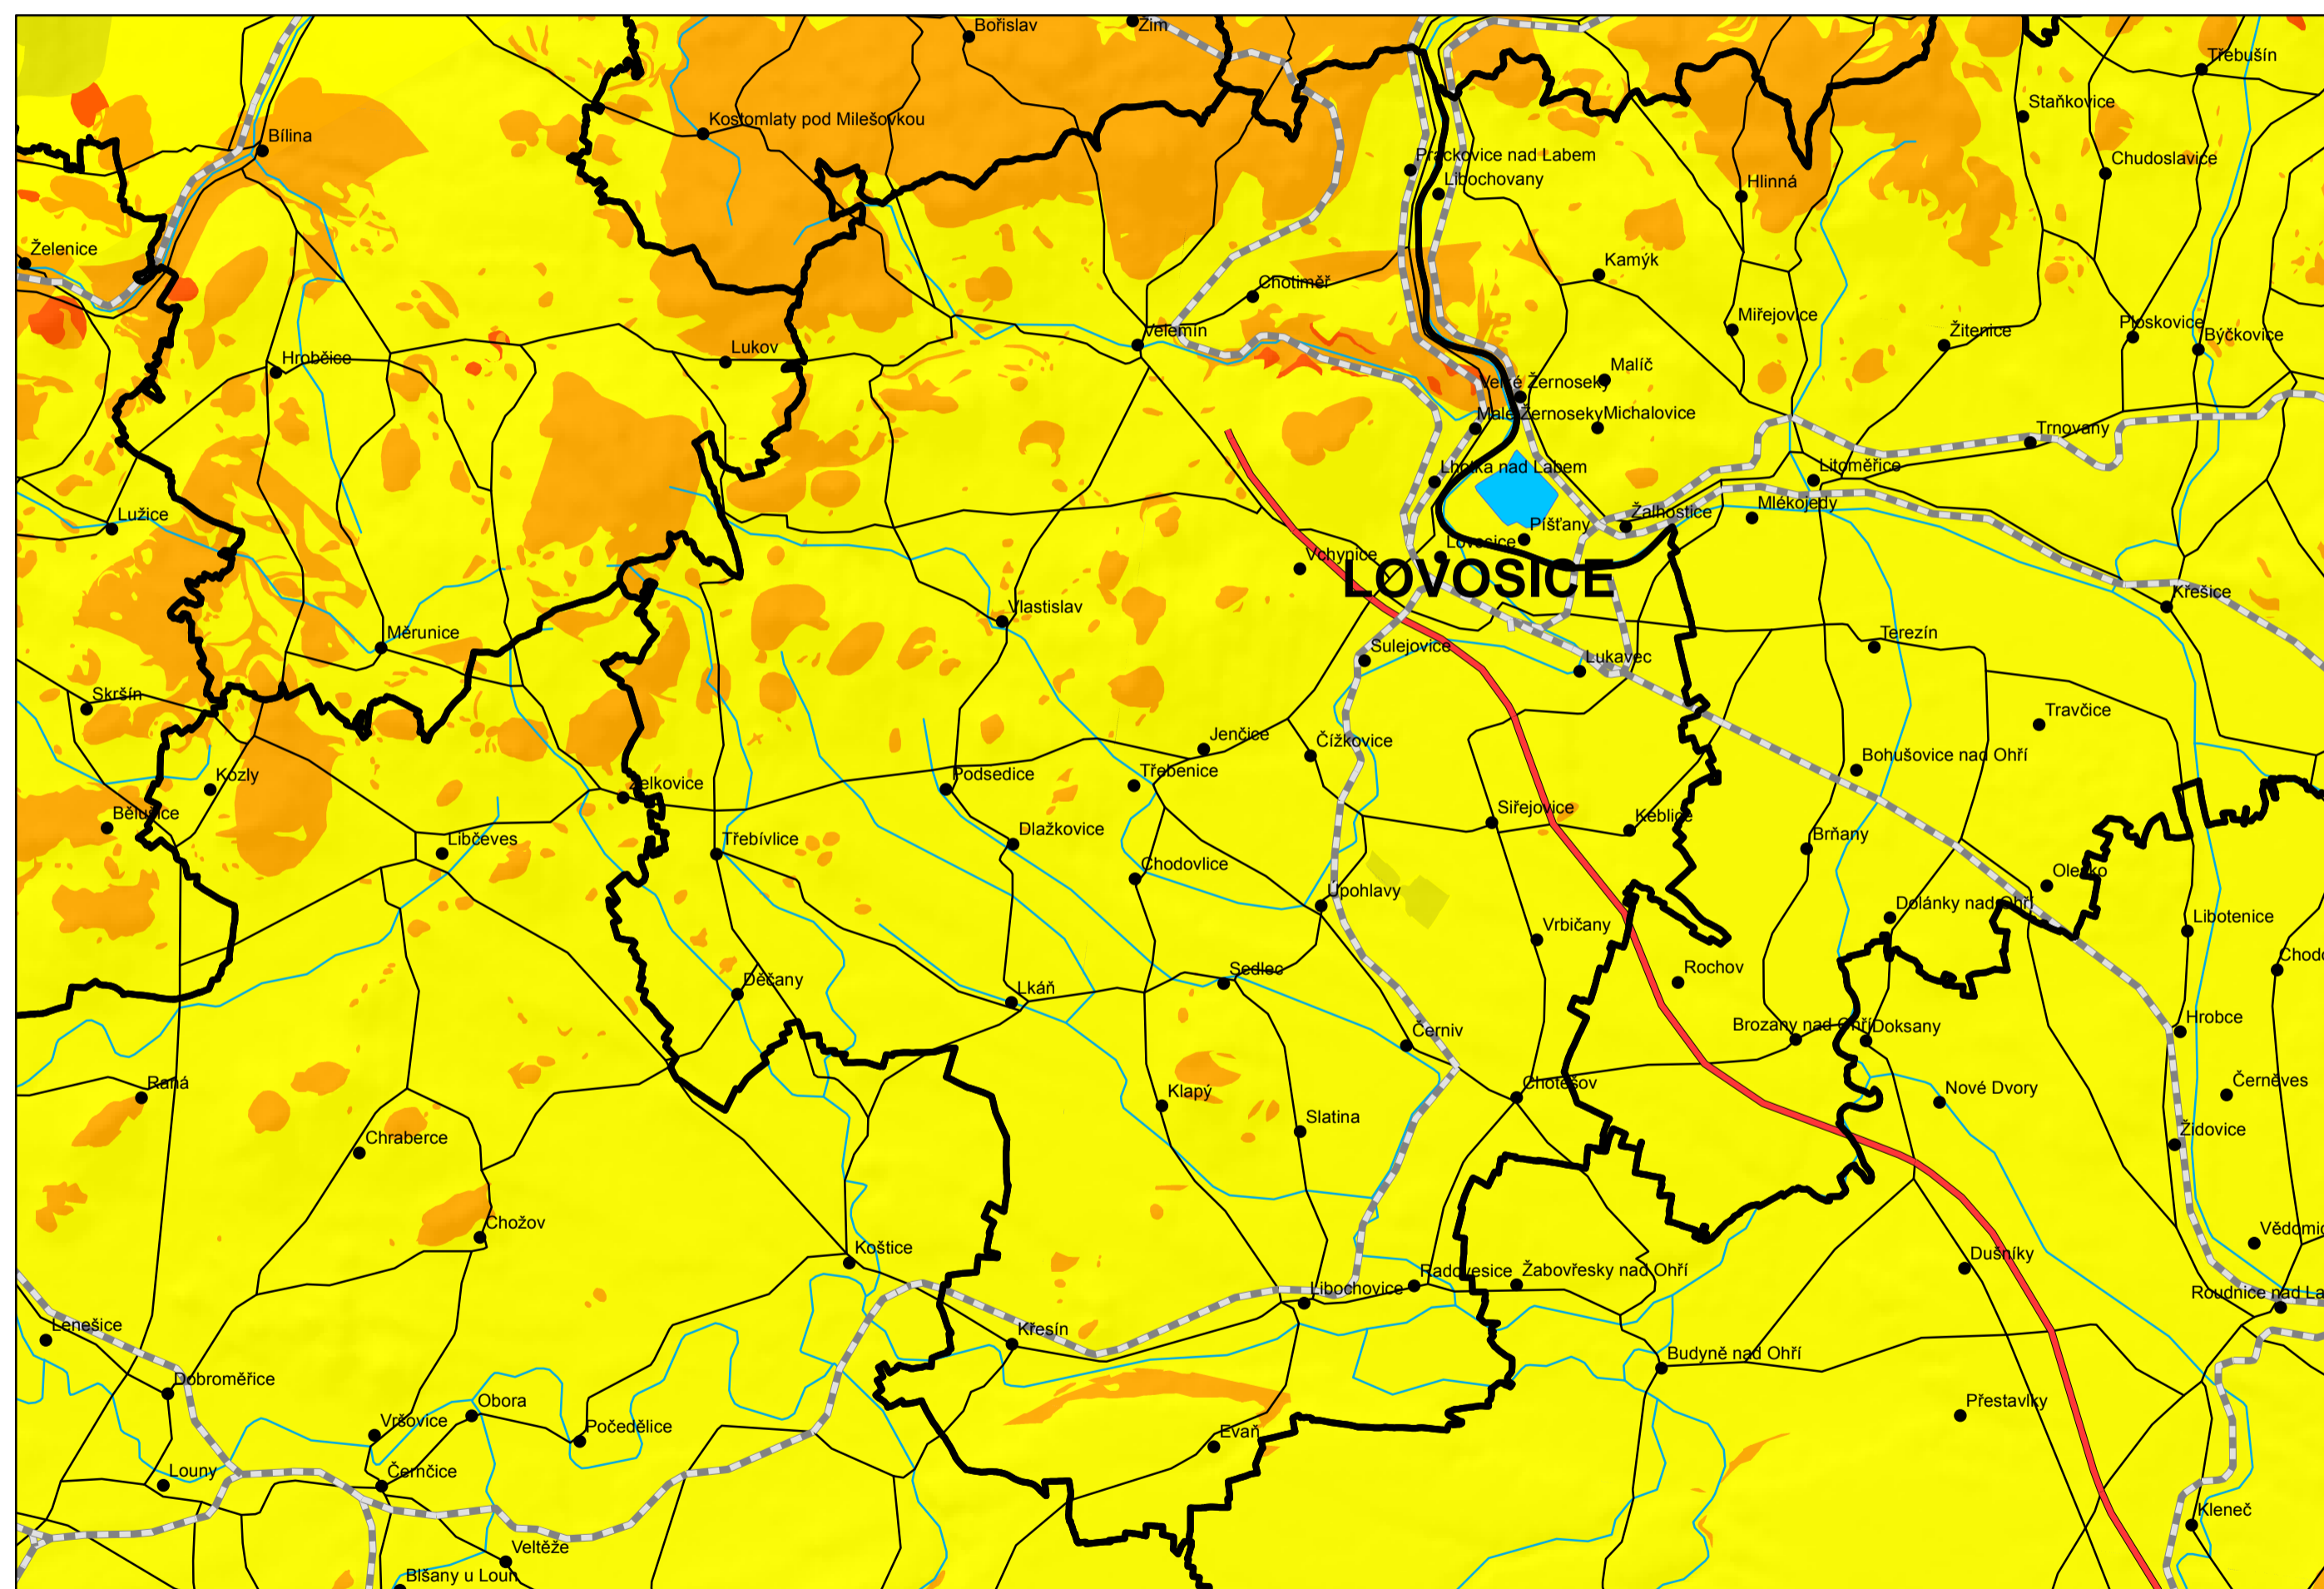 Bořislav
Žim
Třebušín
Staňkovice
Kostomlaty pod Milešovkou
Bílina
Prackovice nad Labem
Chudoslavice
Libochovany
Hlinná
Želenice
Kamýk
Chotiměř
Miřejovice
Ploskovice
Velemín
Žitenice
Býčkovice
Lukov
Hrobčice
Malíč
Velké Žernoseky
Malé Žernoseky
Michalovice
Trnovany
Lhotka nad Labem
Litoměřice
Mlékojedy
Lužice
Píšťany
Žalhostice
Lovosice
Vchynice
LOVOSICE
Křešice
Vlastislav
Měrunice
Terezín
Sulejovice
Lukavec
Skršín
Travčice
Jenčice
Čížkovice
Bohušovice nad Ohří
Kozly
Podsedice
Třebenice
Želkovice
Siřejovice
Bělušice
Keblice
Dlažkovice
Brňany
Libčeves
Třebívlice
Chodovlice
Oleško
Úpohlavy
Dolánky nad Ohří
Libotenice
Vrbičany
Sedlec
Rochov
Děčany
Lkáň
Hrobce
Černiv
Brozany nad Ohří
Doksany
Raná
Chotěšov
Černěves
Klapý
Nové Dvory
Slatina
Židovice
Chraberce
Chožov
Koštice
Dušníky
Radovesice
Žabovřesky nad Ohří
Libochovice
Lenešice
Křesín
Budyně nad Ohří
Dobroměřice
Obora
Přestavlky
Vršovice
Počedělice
Evaň
Louny
Černčice
Kleneč
Veltěže